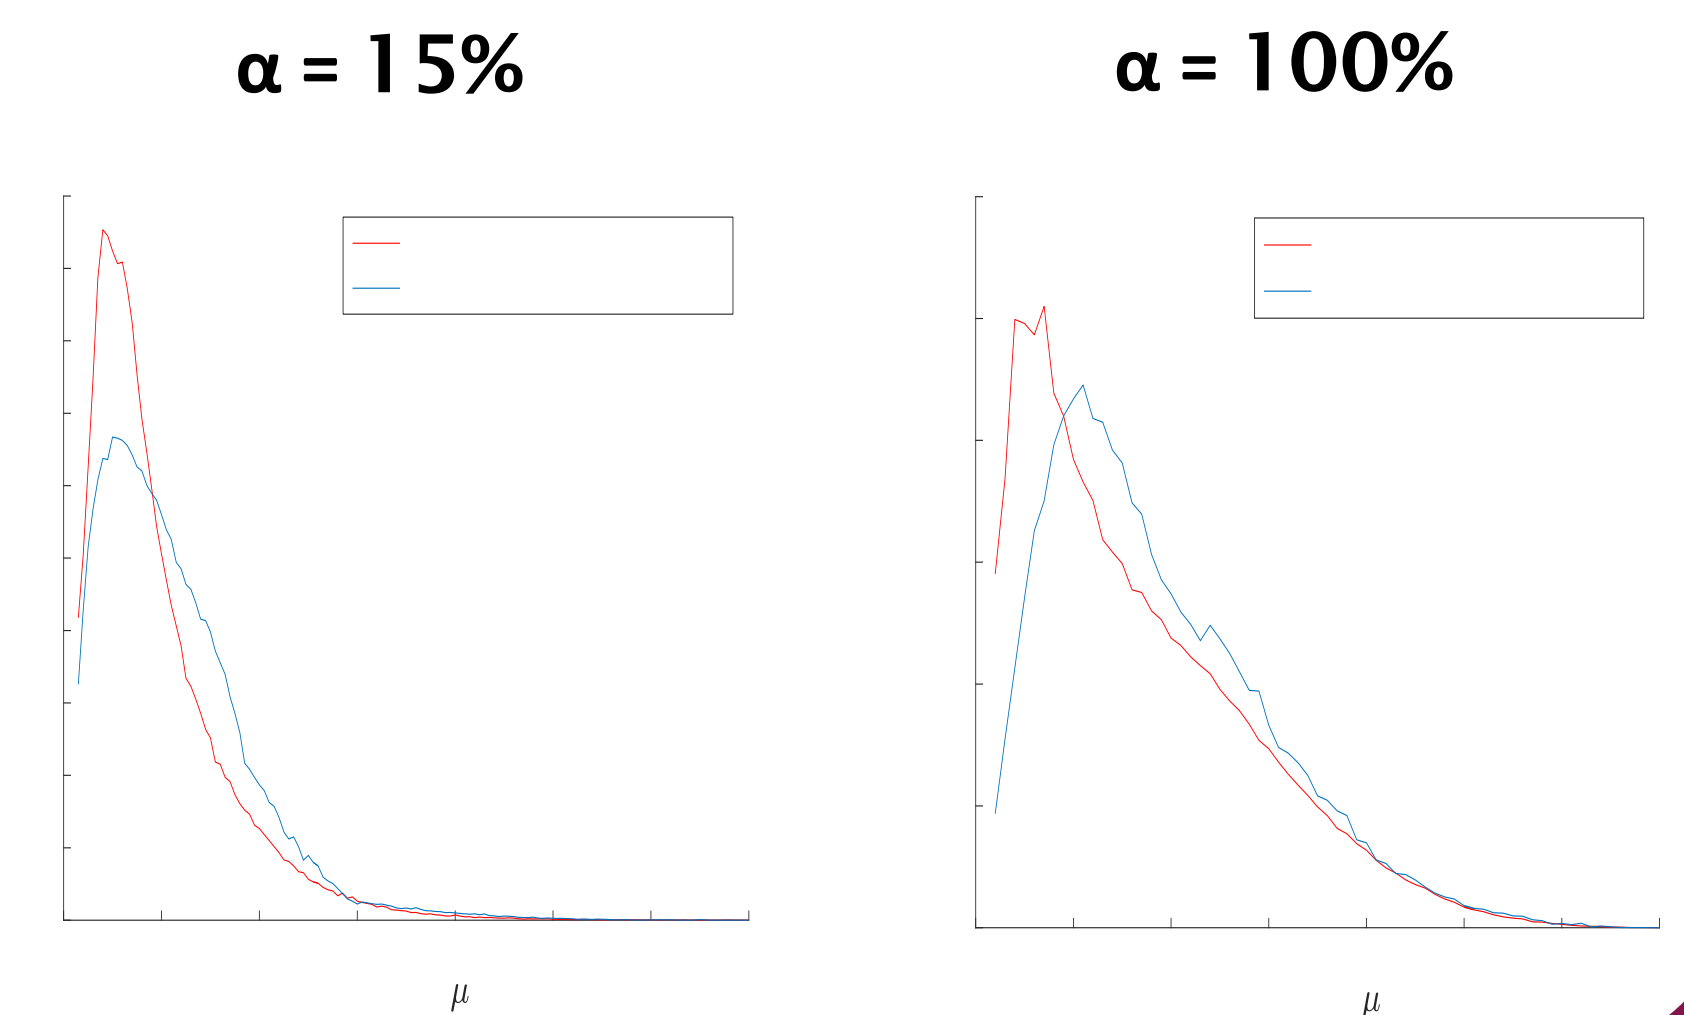 α = 15%
α = 100%
μ
μ